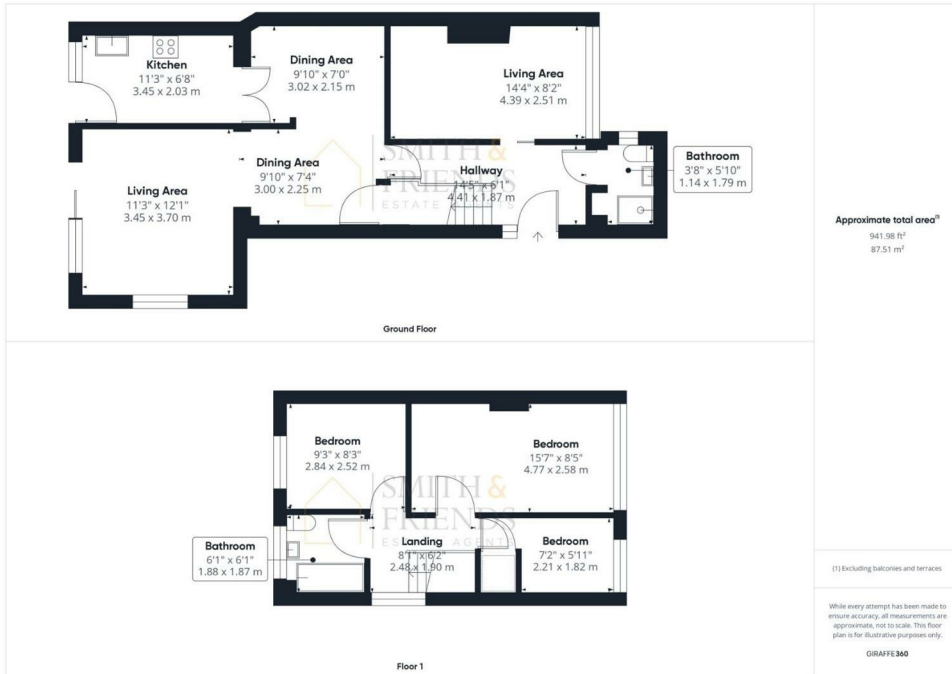 Kitchen
11'3" x 6'8"
3.45 x 2.03 m
Dining Area
9'10" x 7'0"
3.02 x 2.15 m
Living Area
14'4" x 8'2"
4.39 x 2.51 m
Living Area
11'3" x 12'1"
3.45 x 3.70 m
Dining Area
9'10" x 7'4"
3.00 x 2.25 m
SMITH &
FRIENDS
ESTATE AGENTS
Hallway
14'5" x 6'1"
4.41 x 1.87 m
Bathroom
3'8" x 5'10"
1.14 x 1.79 m
Ground Floor
Approximate total area(1)
941.98 ft²
87.51 m²
Bedroom
9'3" x 8'3"
2.84 x 2.52 m
Bedroom
15'7" x 8'5"
4.77 x 2.58 m
SMITH &
FRIENDS
ESTATE AGENTS
Bathroom
6'1" x 6'1"
1.88 x 1.87 m
Landing
8'1" x 6'2"
2.48 x 1.90 m
Bedroom
7'2" x 5'11"
2.21 x 1.82 m
Floor 1
(1) Excluding balconies and terraces
While every attempt has been made to
ensure accuracy, all measurements are
approximate, not to scale. This floor
plan is for illustrative purposes only.
GIRAFFE360